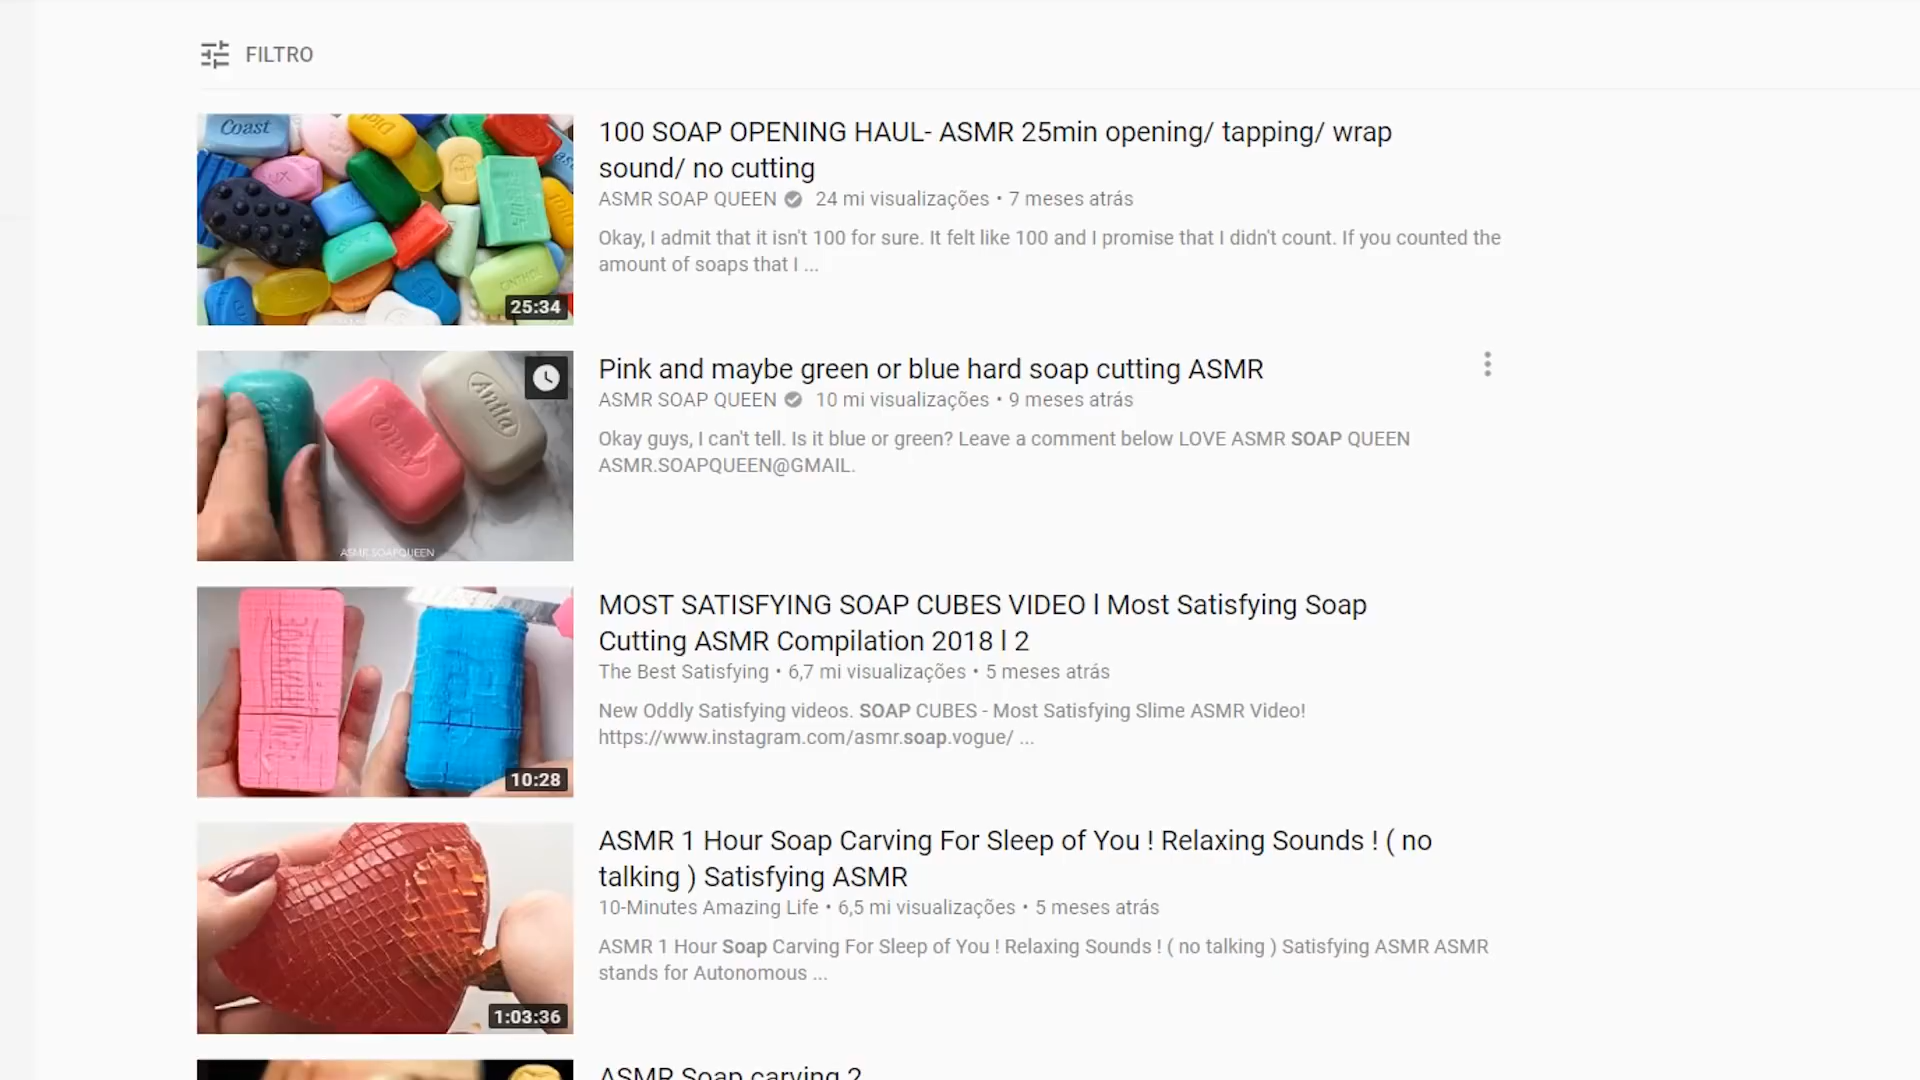 FILTRO
Coast
Dial
LUX
CINTHOL
25:34
100 SOAP OPENING HAUL- ASMR 25min opening/ tapping/ wrap
sound/ no cutting
ASMR SOAP QUEEN 24 mi visualizações • 7 meses atrás
Okay, I admit that it isn't 100 for sure. It felt like 100 and I promise that I didn't count. If you counted the
amount of soaps that I ...
ASMR.SOAPQUEEN
Pink and maybe green or blue hard soap cutting ASMR
ASMR SOAP QUEEN 10 mi visualizações • 9 meses atrás
Okay guys, I can't tell. Is it blue or green? Leave a comment below LOVE ASMR SOAP QUEEN
ASMR.SOAPQUEEN@GMAIL.
10:28
MOST SATISFYING SOAP CUBES VIDEO l Most Satisfying Soap
Cutting ASMR Compilation 2018 l 2
The Best Satisfying • 6,7 mi visualizações • 5 meses atrás
New Oddly Satisfying videos. SOAP CUBES - Most Satisfying Slime ASMR Video!
https://www.instagram.com/asmr.soap.vogue/ ...
1:03:36
ASMR 1 Hour Soap Carving For Sleep of You ! Relaxing Sounds ! ( no
talking ) Satisfying ASMR
10-Minutes Amazing Life • 6,5 mi visualizações • 5 meses atrás
ASMR 1 Hour Soap Carving For Sleep of You ! Relaxing Sounds ! ( no talking ) Satisfying ASMR ASMR
stands for Autonomous ...
ASMR Soap carving 2